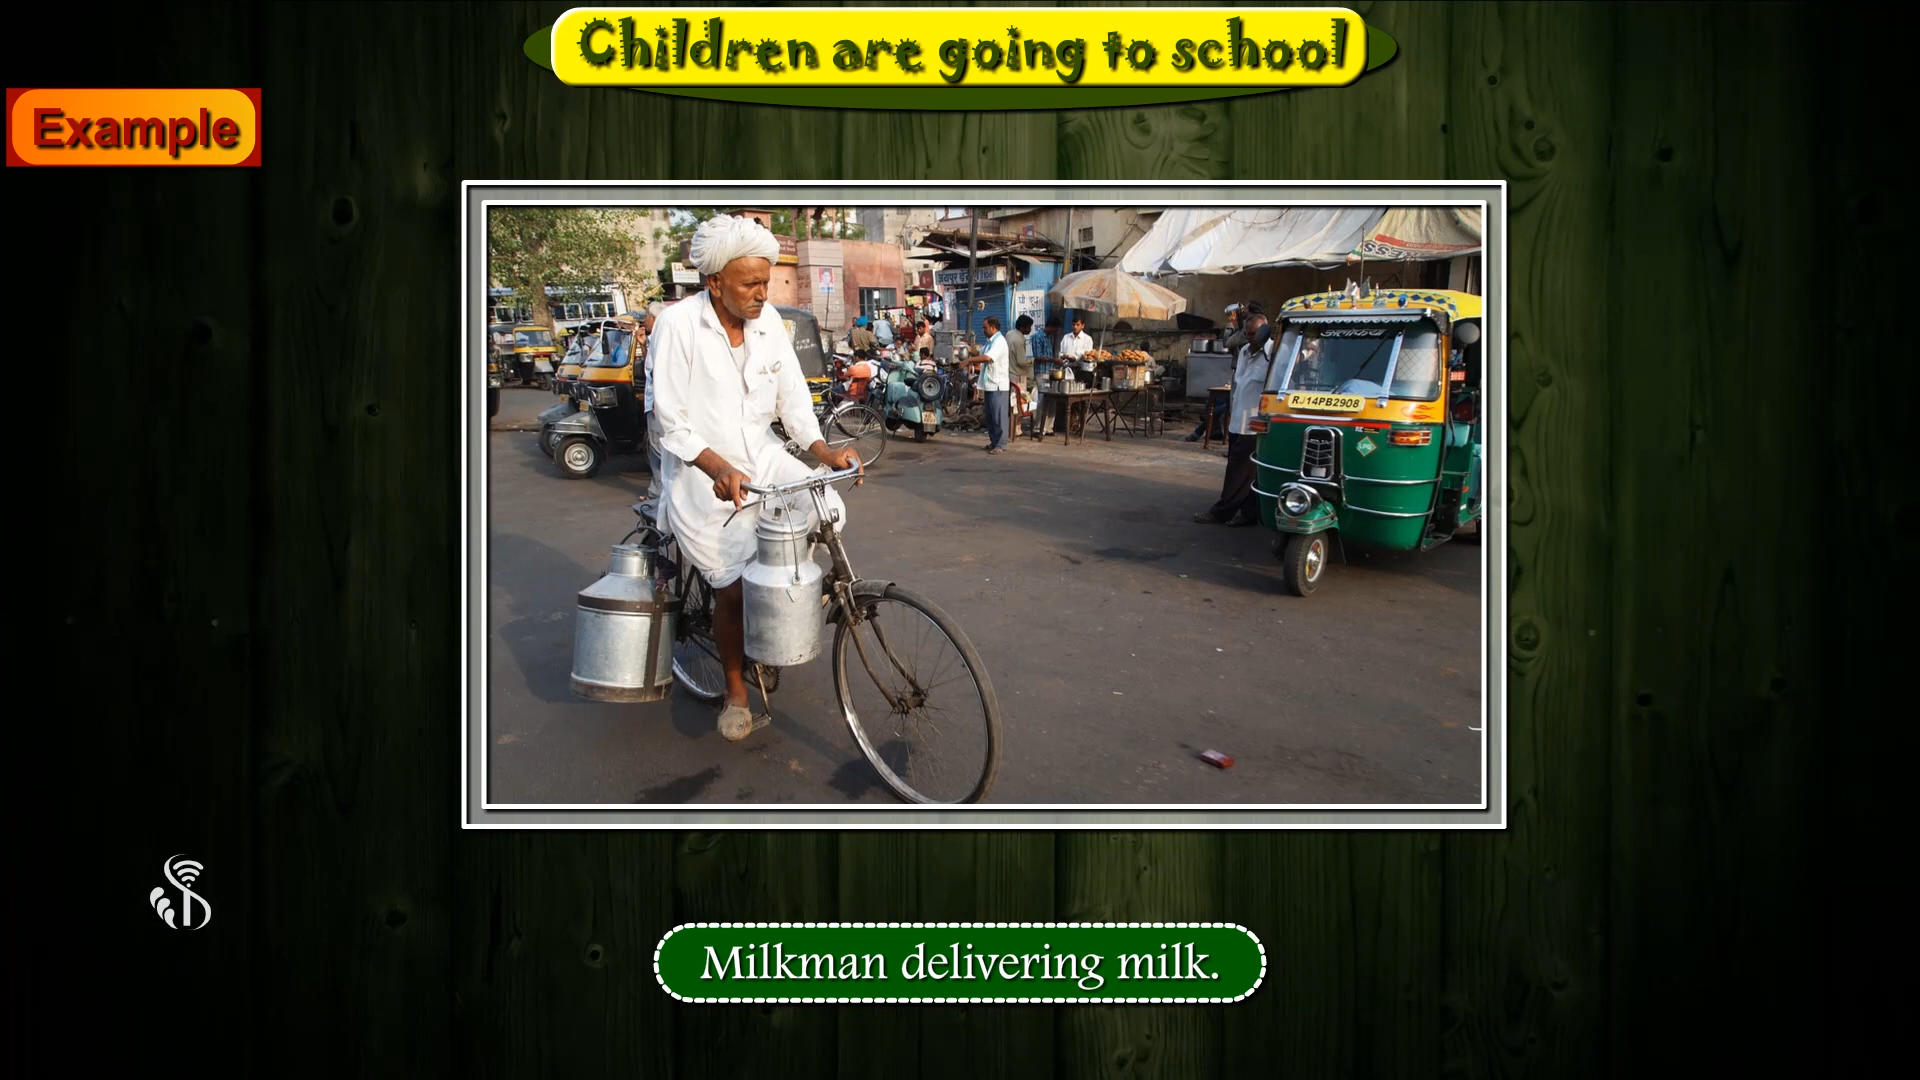 Children are going to school
Example
RJ14PB2908
Milkman delivering milk.